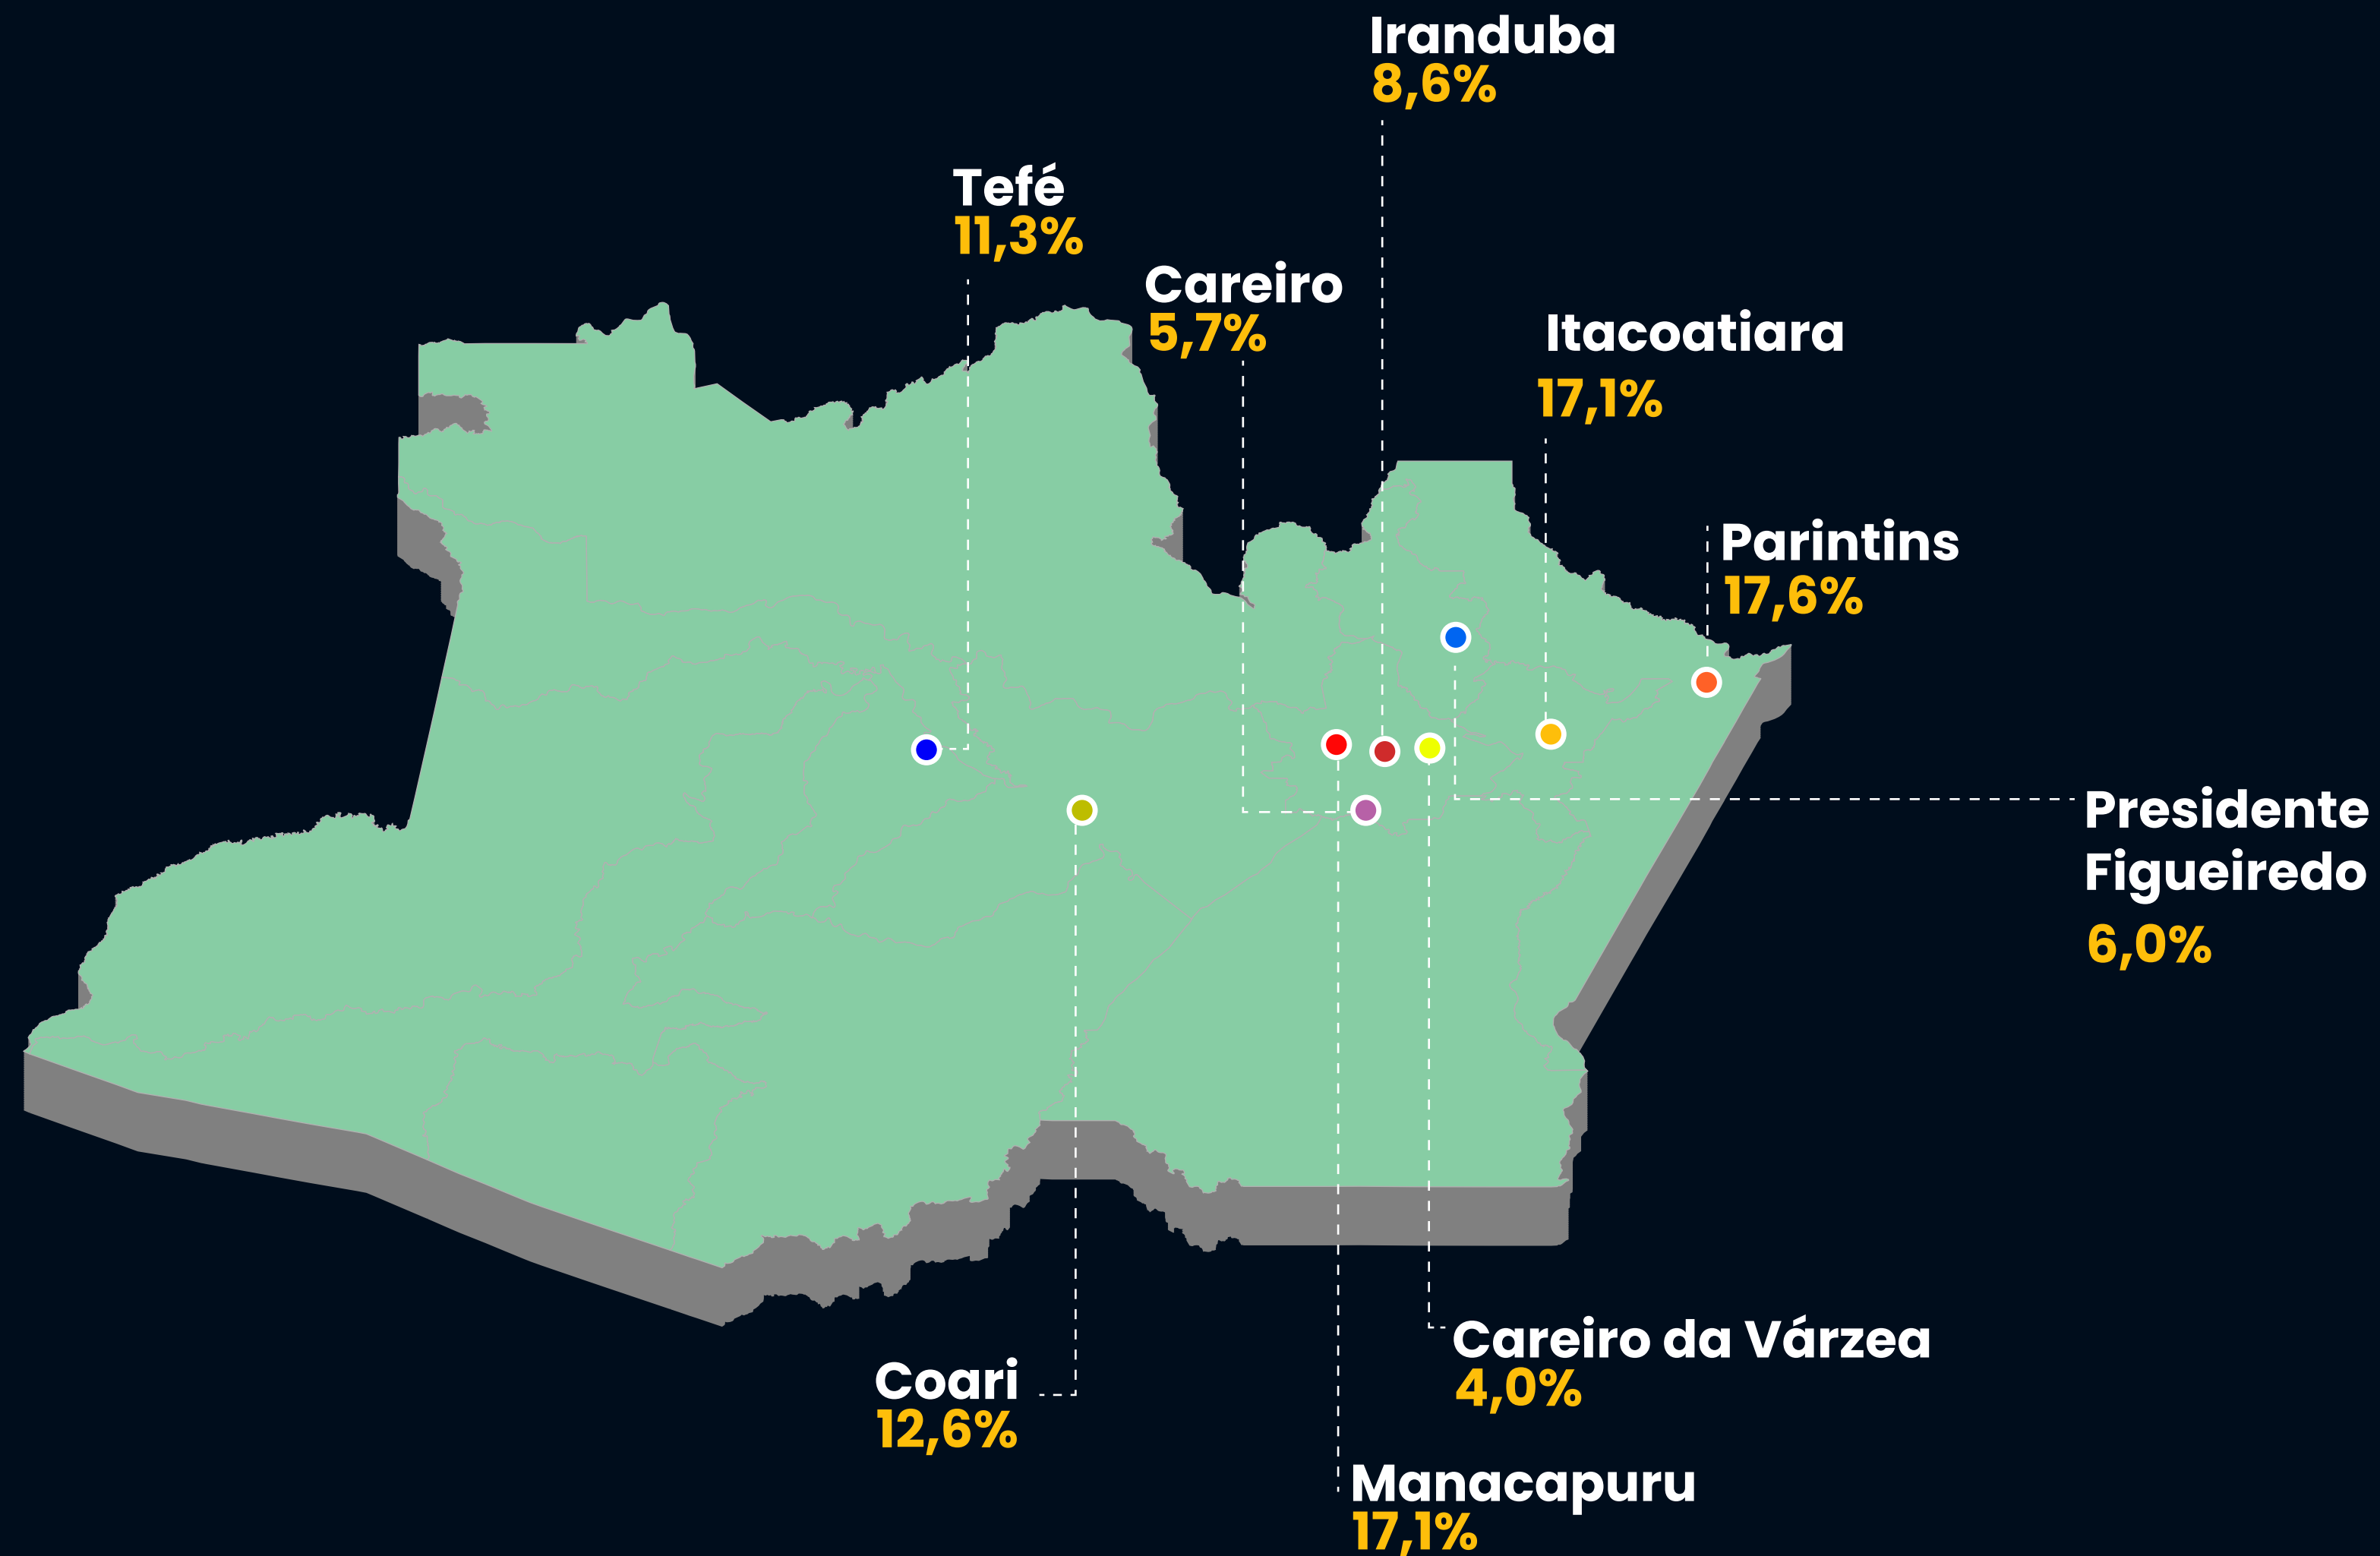 Iranduba
8,6%
Tefé
11,3%
Careiro
5,7%
Itacoatiara
17,1%
Parintins
17,6%
Presidente
Figueiredo
6,0%
Careiro da Várzea
4,0%
Coari
12,6%
Manacapuru
17,1%